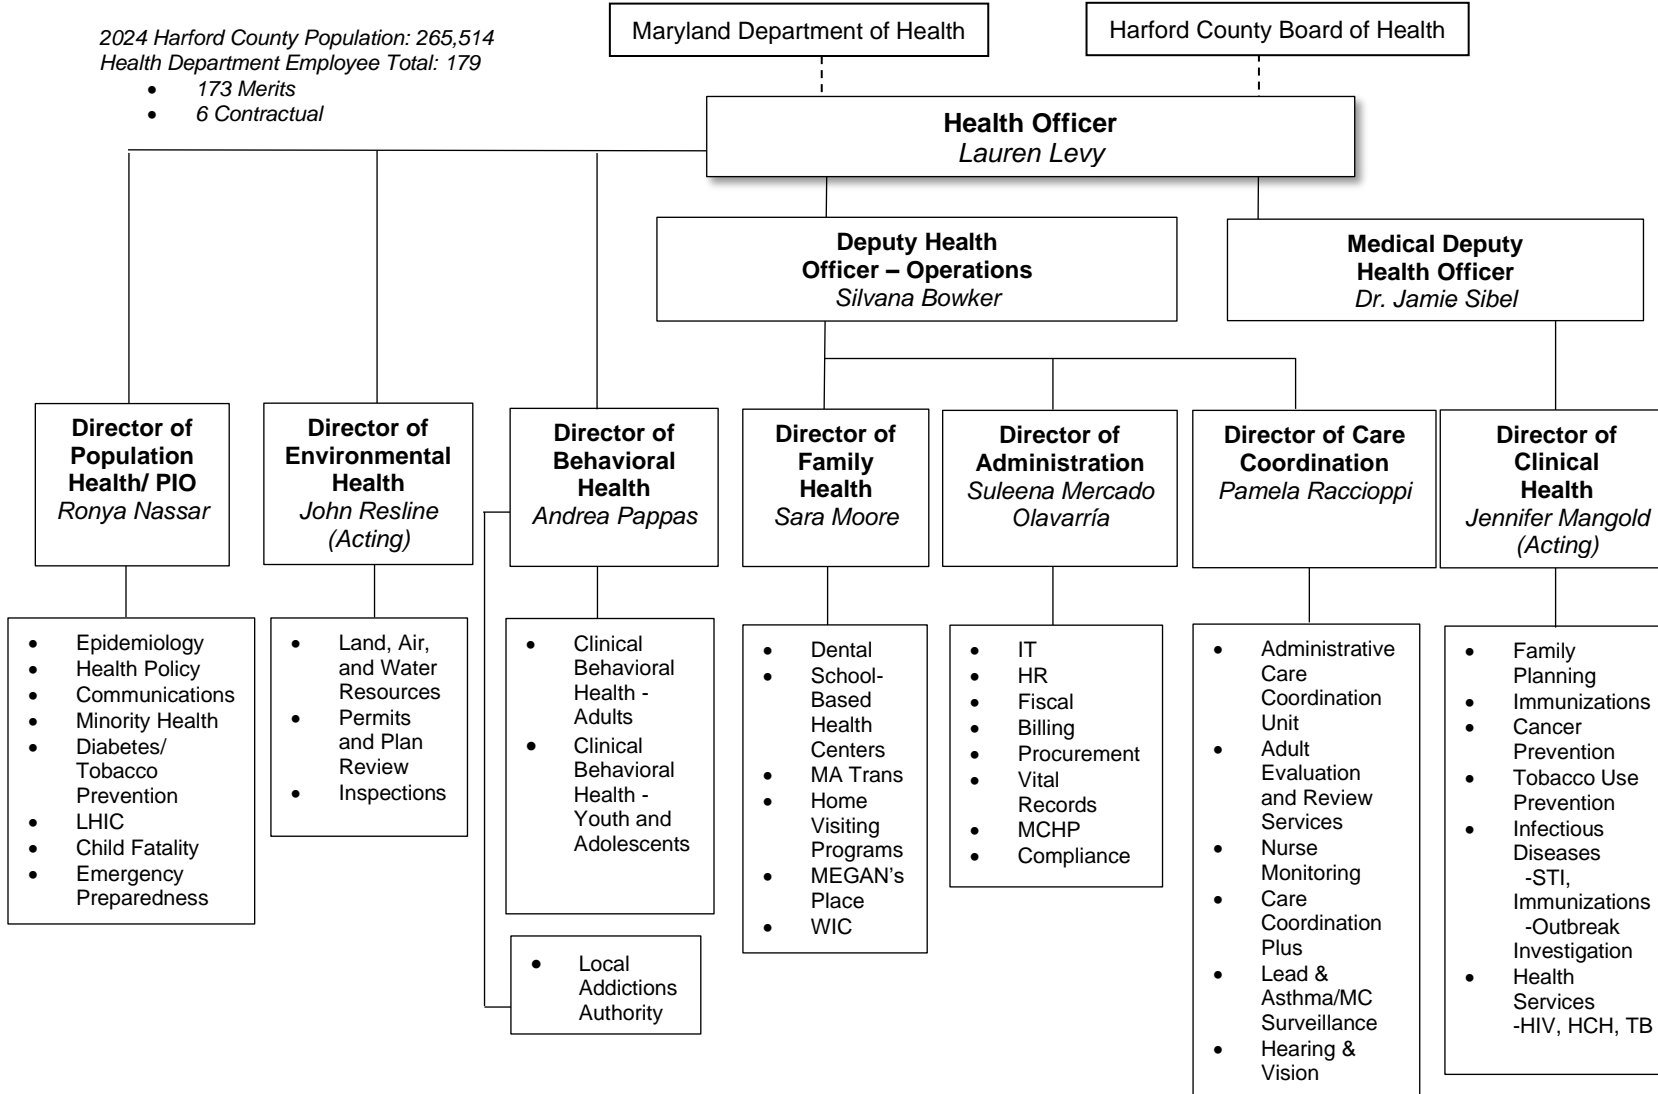 2024 Harford County Population: 265,514
Health Department Employee Total: 179
• 173 Merits
• 6 Contractual
Maryland Department of Health
Harford County Board of Health
Health Officer
Lauren Levy
Deputy Health
Officer – Operations
Silvana Bowker
Medical Deputy
Health Officer
Dr. Jamie Sibel
Director of
Population
Health/ PIO
Ronya Nassar
Director of
Environmental
Health
John Resline
(Acting)
Director of
Behavioral
Health
Andrea Pappas
Director of
Family
Health
Sara Moore
Director of
Administration
Suleena Mercado
Olavarría
Director of Care
Coordination
Pamela Raccioppi
Director of
Clinical
Health
Jennifer Mangold
(Acting)
• Epidemiology
• Health Policy
• Communications
• Minority Health
• Diabetes/
Tobacco
Prevention
• LHIC
• Child Fatality
• Emergency
Preparedness
• Land, Air,
and Water
Resources
• Permits
and Plan
Review
• Inspections
• Clinical
Behavioral
Health -
Adults
• Clinical
Behavioral
Health -
Youth and
Adolescents
• Local
Addictions
Authority
• Dental
• School-
Based
Health
Centers
• MA Trans
• Home
Visiting
Programs
• MEGAN’s
Place
• WIC
• IT
• HR
• Fiscal
• Billing
• Procurement
• Vital
Records
• MCHP
• Compliance
• Administrative
Care
Coordination
Unit
• Adult
Evaluation
and Review
Services
• Nurse
Monitoring
• Care
Coordination
Plus
• Lead &
Asthma/MC
Surveillance
• Hearing &
Vision
• Family
Planning
• Immunizations
• Cancer
Prevention
• Tobacco Use
Prevention
• Infectious
Diseases
-STI,
Immunizations
-Outbreak
Investigation
• Health
Services
-HIV, HCH, TB